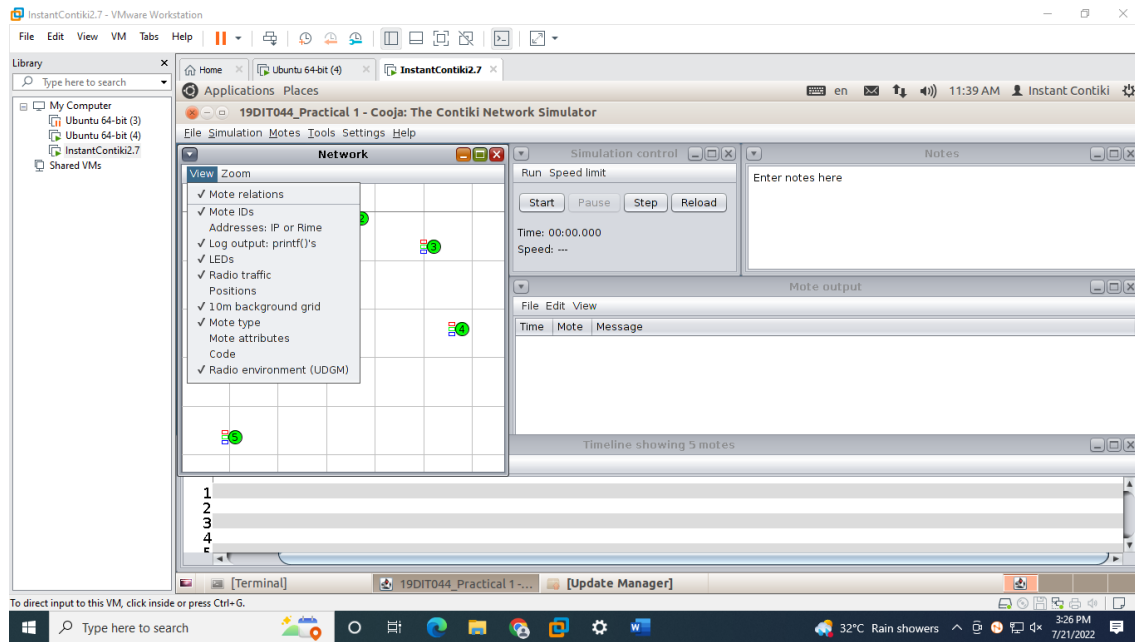 InstantContiki2.7 - VMware Workstation
File Edit View VM Tabs Help
Library
Type here to search
My Computer
Ubuntu 64-bit (3)
Ubuntu 64-bit (4)
InstantContiki2.7
Shared VMs
Home Ubuntu 64-bit (4) InstantContiki2.7
Applications Places en 11:39 AM Instant Contiki
19DIT044_Practical 1 - Cooja: The Contiki Network Simulator
File Simulation Motes Tools Settings Help
Network
View Zoom
Mote relations
Mote IDs
Addresses: IP or Rime
Log output: printf()'s
LEDs
Radio traffic
Positions
10m background grid
Mote type
Mote attributes
Code
Radio environment (UDGM)
2
3
4
5
Simulation control
Run Speed limit
Start Pause Step Reload
Time: 00:00.000
Speed: ---
Notes
Enter notes here
Mote output
File Edit View
Time Mote Message
Timeline showing 5 motes
1
2
3
4
5
[Terminal] 19DIT044_Practical 1 -... [Update Manager]
To direct input to this VM, click inside or press Ctrl+G.
Type here to search
32°C Rain showers
3:26 PM
7/21/2022